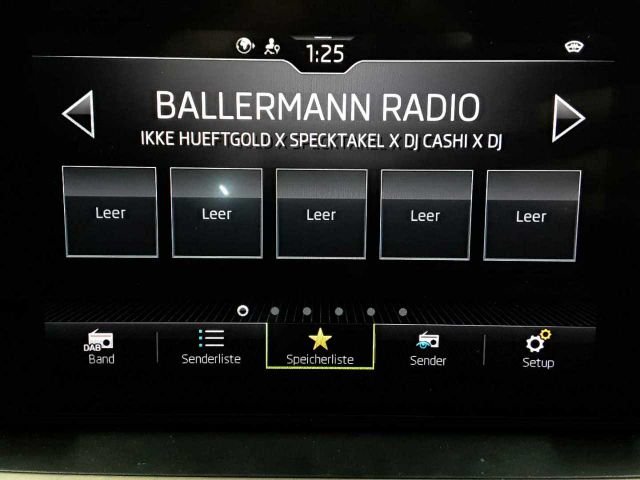 1:25
BALLERMANN RADIO
IKKE HUEFTGOLD X SPECKTAKEL X DJ CASHI X DJ
Leer
Leer
Leer
Leer
Leer
DAB
Band
Senderliste
Speicherliste
Sender
Setup